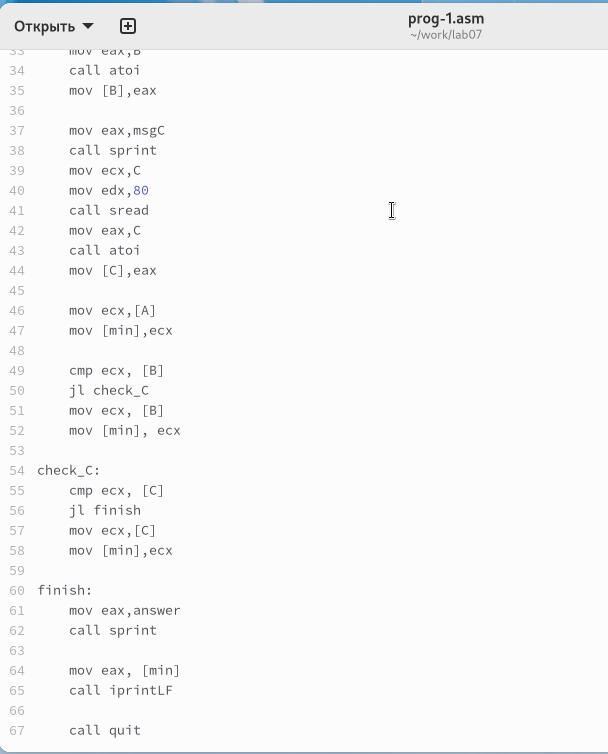 Открыть
prog-1.asm
~/work/lab07
33 mov eax,B
34 call atoi
35 mov [B],eax
36
37 mov eax,msgC
38 call sprint
39 mov ecx,C
40 mov edx,80
41 call sread
42 mov eax,C
43 call atoi
44 mov [C],eax
45
46 mov ecx,[A]
47 mov [min],ecx
48
49 cmp ecx, [B]
50 jl check_C
51 mov ecx, [B]
52 mov [min], ecx
53
54 check_C:
55 cmp ecx, [C]
56 jl finish
57 mov ecx,[C]
58 mov [min],ecx
59
60 finish:
61 mov eax,answer
62 call sprint
63
64 mov eax, [min]
65 call iprintLF
66
67 call quit